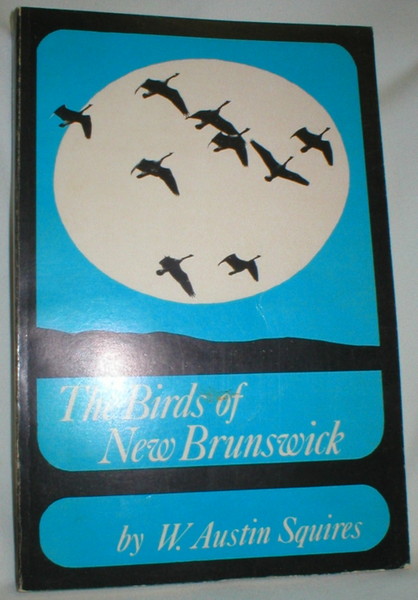 The Birds of
New Brunswick
by W. Austin Squires